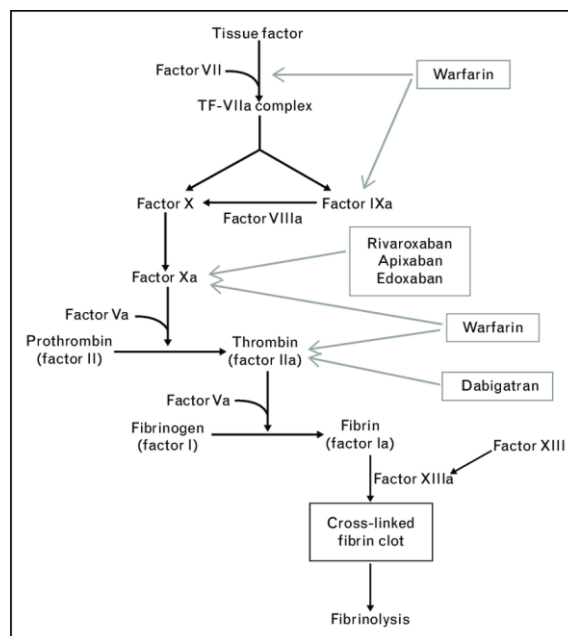 Tissue factor
Factor VII
Warfarin
TF-VIIa complex
Factor X
Factor IXa
Factor VIIIa
Rivaroxaban
Apixaban
Edoxaban
Factor Xa
Factor Va
Warfarin
Prothrombin
(factor II)
Thrombin
(factor IIa)
Dabigatran
Factor Va
Fibrinogen
(factor I)
Fibrin
(factor Ia)
Factor XIII
Factor XIIIa
Cross-linked
fibrin clot
Fibrinolysis